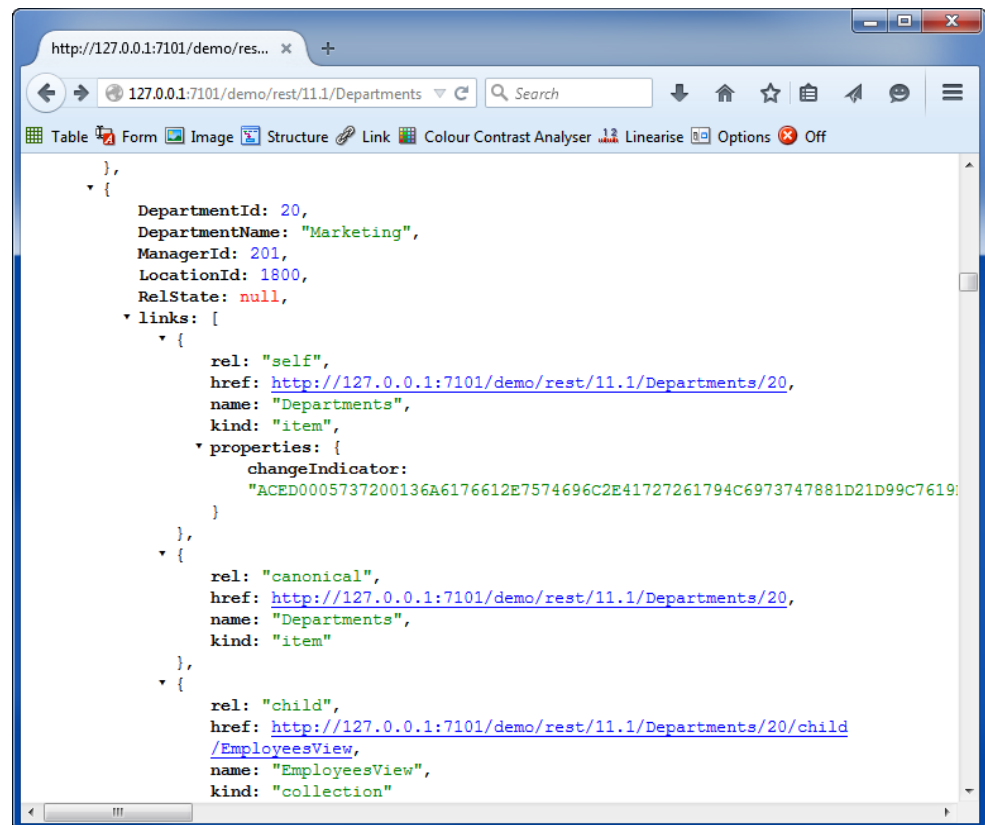 http://127.0.0.1:7101/demo/res...
127.0.0.1:7101/demo/rest/11.1/Departments
Search
Table Form Image Structure Link Colour Contrast Analyser Linearise Options Off
},
{
DepartmentId: 20,
DepartmentName: "Marketing",
ManagerId: 201,
LocationId: 1800,
RelState: null,
links: [
{
rel: "self",
href: http://127.0.0.1:7101/demo/rest/11.1/Departments/20,
name: "Departments",
kind: "item",
properties: {
changeIndicator:
"ACED0005737200136A6176612E7574696C2E41727261794C6973747881D21D99C7619
}
},
{
rel: "canonical",
href: http://127.0.0.1:7101/demo/rest/11.1/Departments/20,
name: "Departments",
kind: "item"
},
{
rel: "child",
href: http://127.0.0.1:7101/demo/rest/11.1/Departments/20/child
/EmployeesView,
name: "EmployeesView",
kind: "collection"